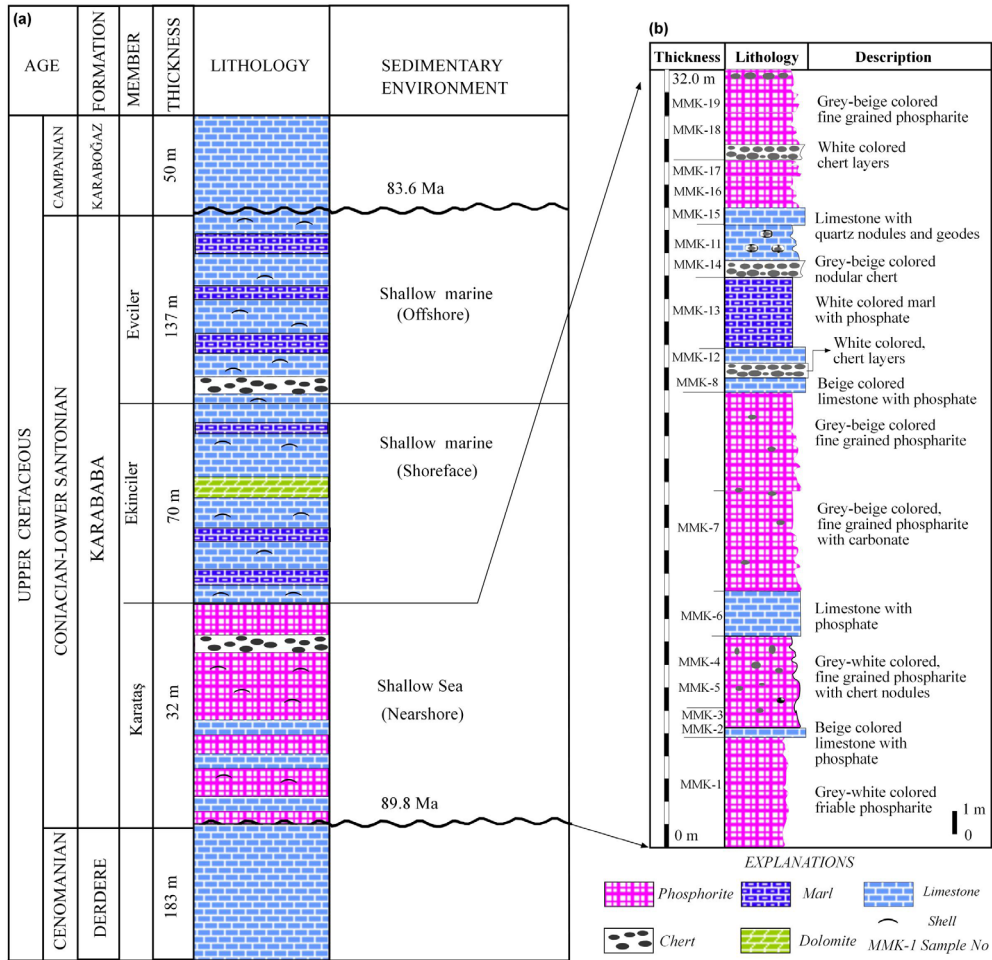 (a)
AGE
FORMATION
MEMBER
THICKNESS
LITHOLOGY
SEDIMENTARY
ENVIRONMENT
UPPER CRETACEOUS
CAMPANIAN
KARABOĞAZ
50 m
83.6 Ma
CONIACIAN-LOWER SANTONIAN
KARABABA
Evciler
137 m
Shallow marine
(Offshore)
Ekinciler
70 m
Shallow marine
(Shoreface)
Karataş
32 m
Shallow Sea
(Nearshore)
89.8 Ma
CENOMANIAN
DERDERE
183 m
(b)
Thickness
Lithology
Description
32.0 m
MMK-19
MMK-18
MMK-17
MMK-16
MMK-15
MMK-11
MMK-14
MMK-13
MMK-12
MMK-8
MMK-7
MMK-6
MMK-4
MMK-5
MMK-3
MMK-2
MMK-1
0 m
Grey-beige colored
fine grained phospharite
White colored
chert layers
Limestone with
quartz nodules and geodes
Grey-beige colored
nodular chert
White colored marl
with phosphate
White colored,
chert layers
Beige colored
limestone with phosphate
Grey-beige colored
fine grained phospharite
Grey-beige colored,
fine grained phospharite
with carbonate
Limestone with
phosphate
Grey-white colored,
fine grained phospharite
with chert nodules
Beige colored
limestone with
phosphate
Grey-white colored
friable phospharite
1 m
0
EXPLANATIONS
Phosphorite
Marl
Limestone
Shell
Chert
Dolomite
MMK-1 Sample No